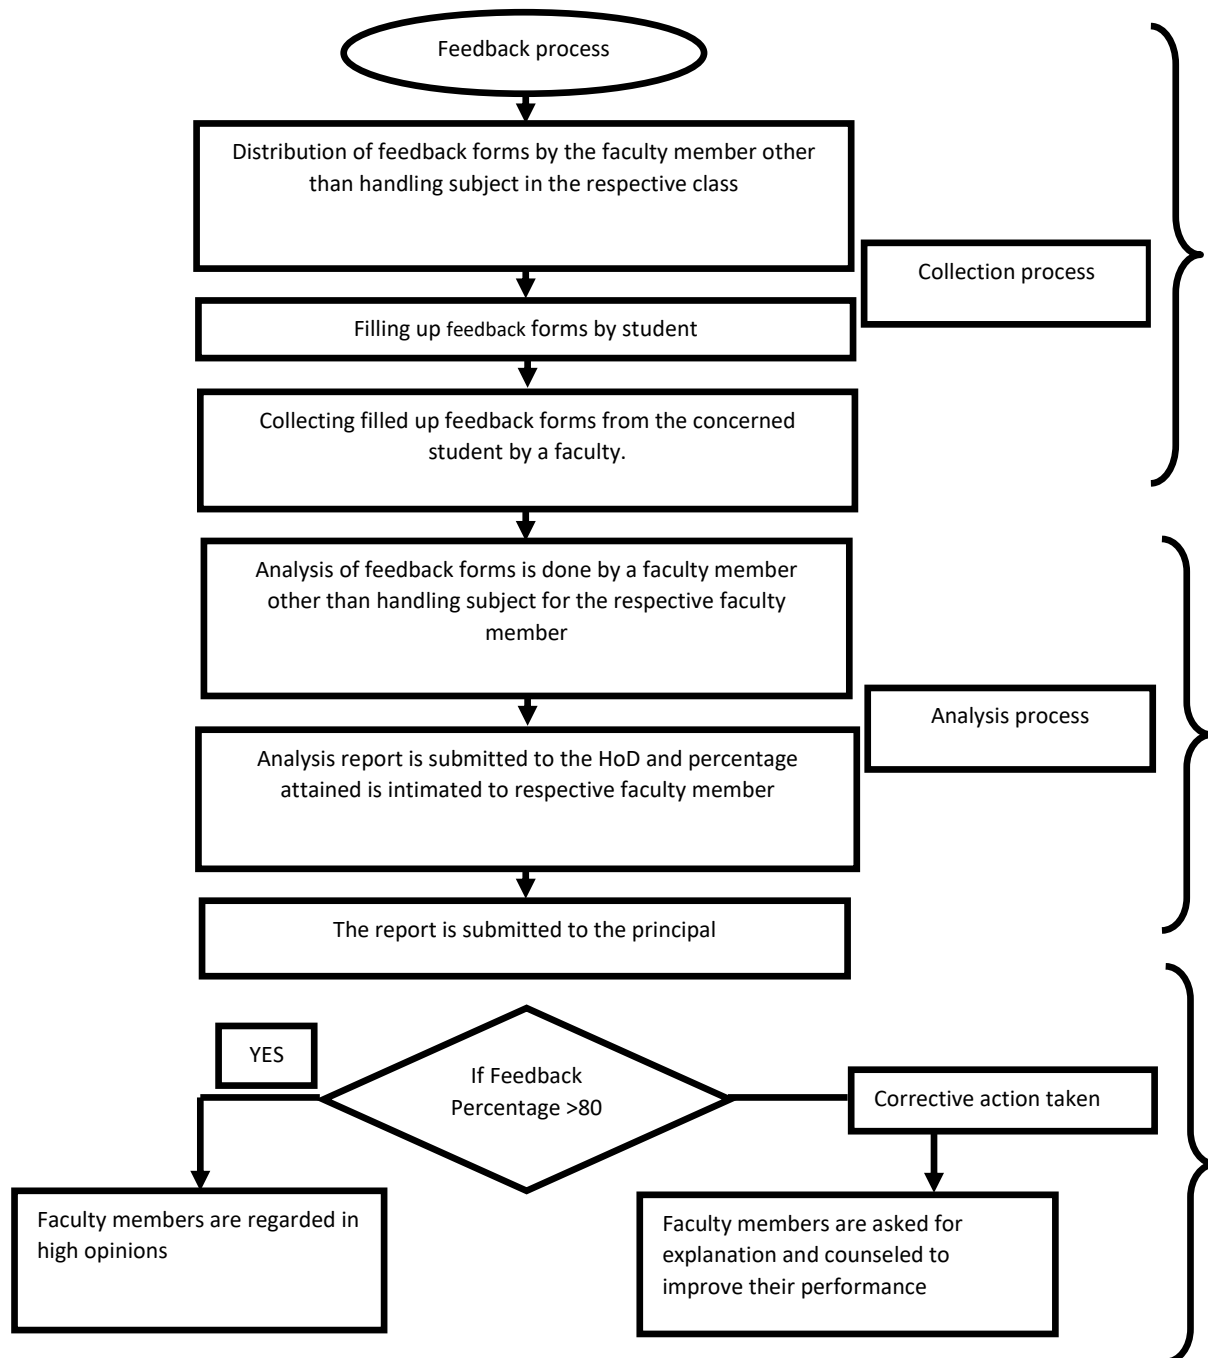 Feedback process
Distribution of feedback forms by the faculty member other
than handling subject in the respective class
Collection process
Filling up feedback forms by student
Collecting filled up feedback forms from the concerned
student by a faculty.
Analysis of feedback forms is done by a faculty member
other than handling subject for the respective faculty
member
Analysis process
Analysis report is submitted to the HoD and percentage
attained is intimated to respective faculty member
The report is submitted to the principal
YES
If Feedback
Percentage >80
Corrective action taken
Faculty members are regarded in
high opinions
Faculty members are asked for
explanation and counseled to
improve their performance